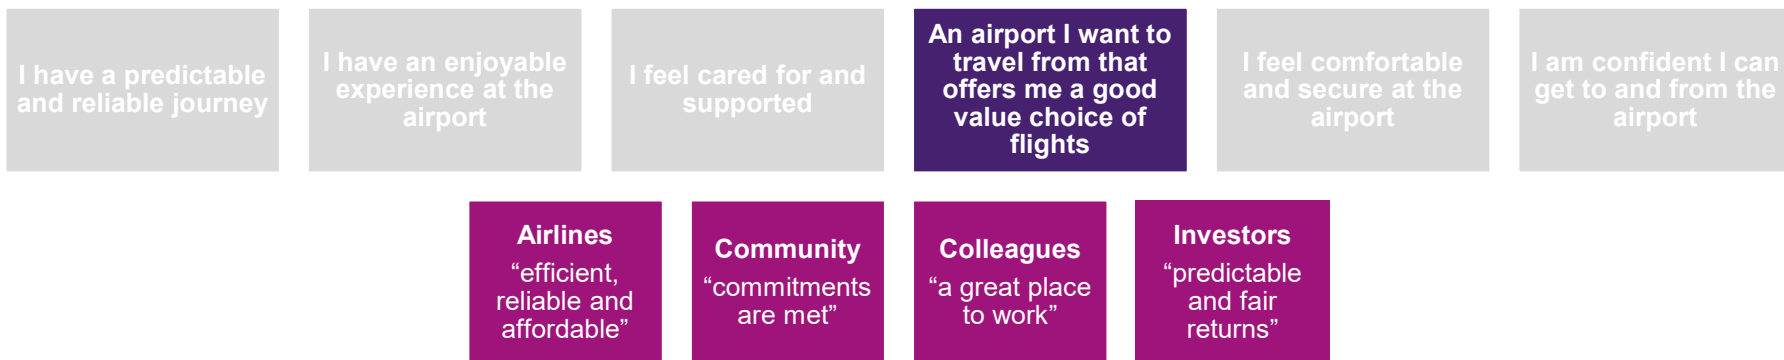 I have a predictable
and reliable journey
I have an enjoyable
experience at the
airport
I feel cared for and
supported
An airport I want to
travel from that
offers me a good
value choice of
flights
I feel comfortable
and secure at the
airport
I am confident I can
get to and from the
airport
Airlines
“efficient,
reliable and
affordable”
Community
“commitments
are met”
Colleagues
“a great place
to work”
Investors
“predictable
and fair
returns”